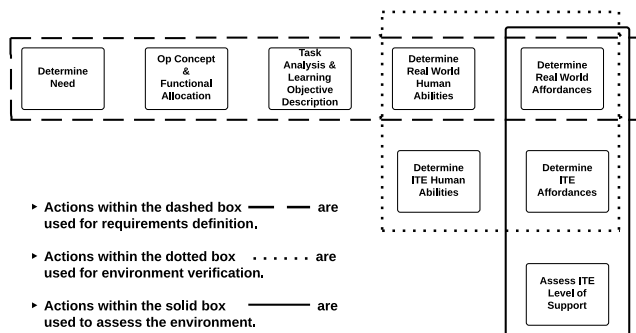 Determine
Need
Op Concept
&
Functional
Allocation
Task
Analysis &
Learning
Objective
Description
Determine
Real World
Human
Abilities
Determine
Real World
Affordances
Determine
ITE Human
Abilities
Determine
ITE
Affordances
Assess ITE
Level of
Support
▸ Actions within the dashed box — — are
used for requirements definition.
▸ Actions within the dotted box . . . . . . are
used for environment verification.
▸ Actions within the solid box —— are
used to assess the environment.